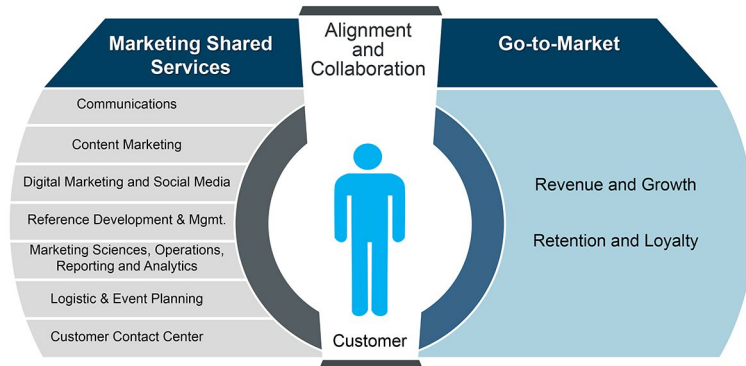 Marketing Shared
Services
Alignment
and
Collaboration
Go-to-Market
Communications
Content Marketing
Digital Marketing and Social Media
Reference Development & Mgmt.
Marketing Sciences, Operations,
Reporting and Analytics
Logistic & Event Planning
Customer Contact Center
Customer
Revenue and Growth
Retention and Loyalty